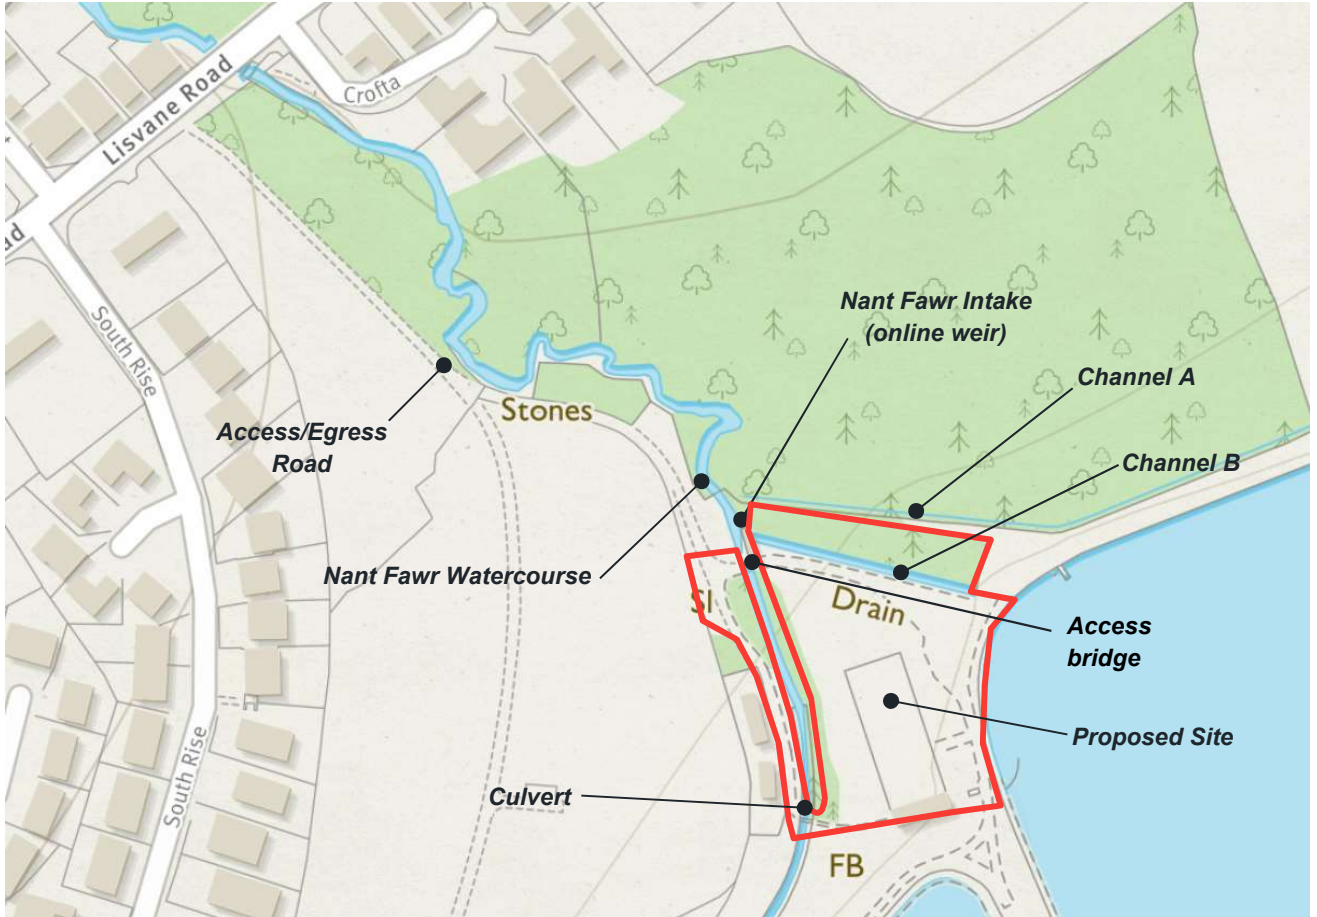 Lisvane Road
Crofta
ad
South Rise
Nant Fawr Intake
(online weir)
Channel A
Stones
Access/Egress
Road
Channel B
Nant Fawr Watercourse
Sl
Drain
Access
bridge
Proposed Site
South Rise
Culvert
FB